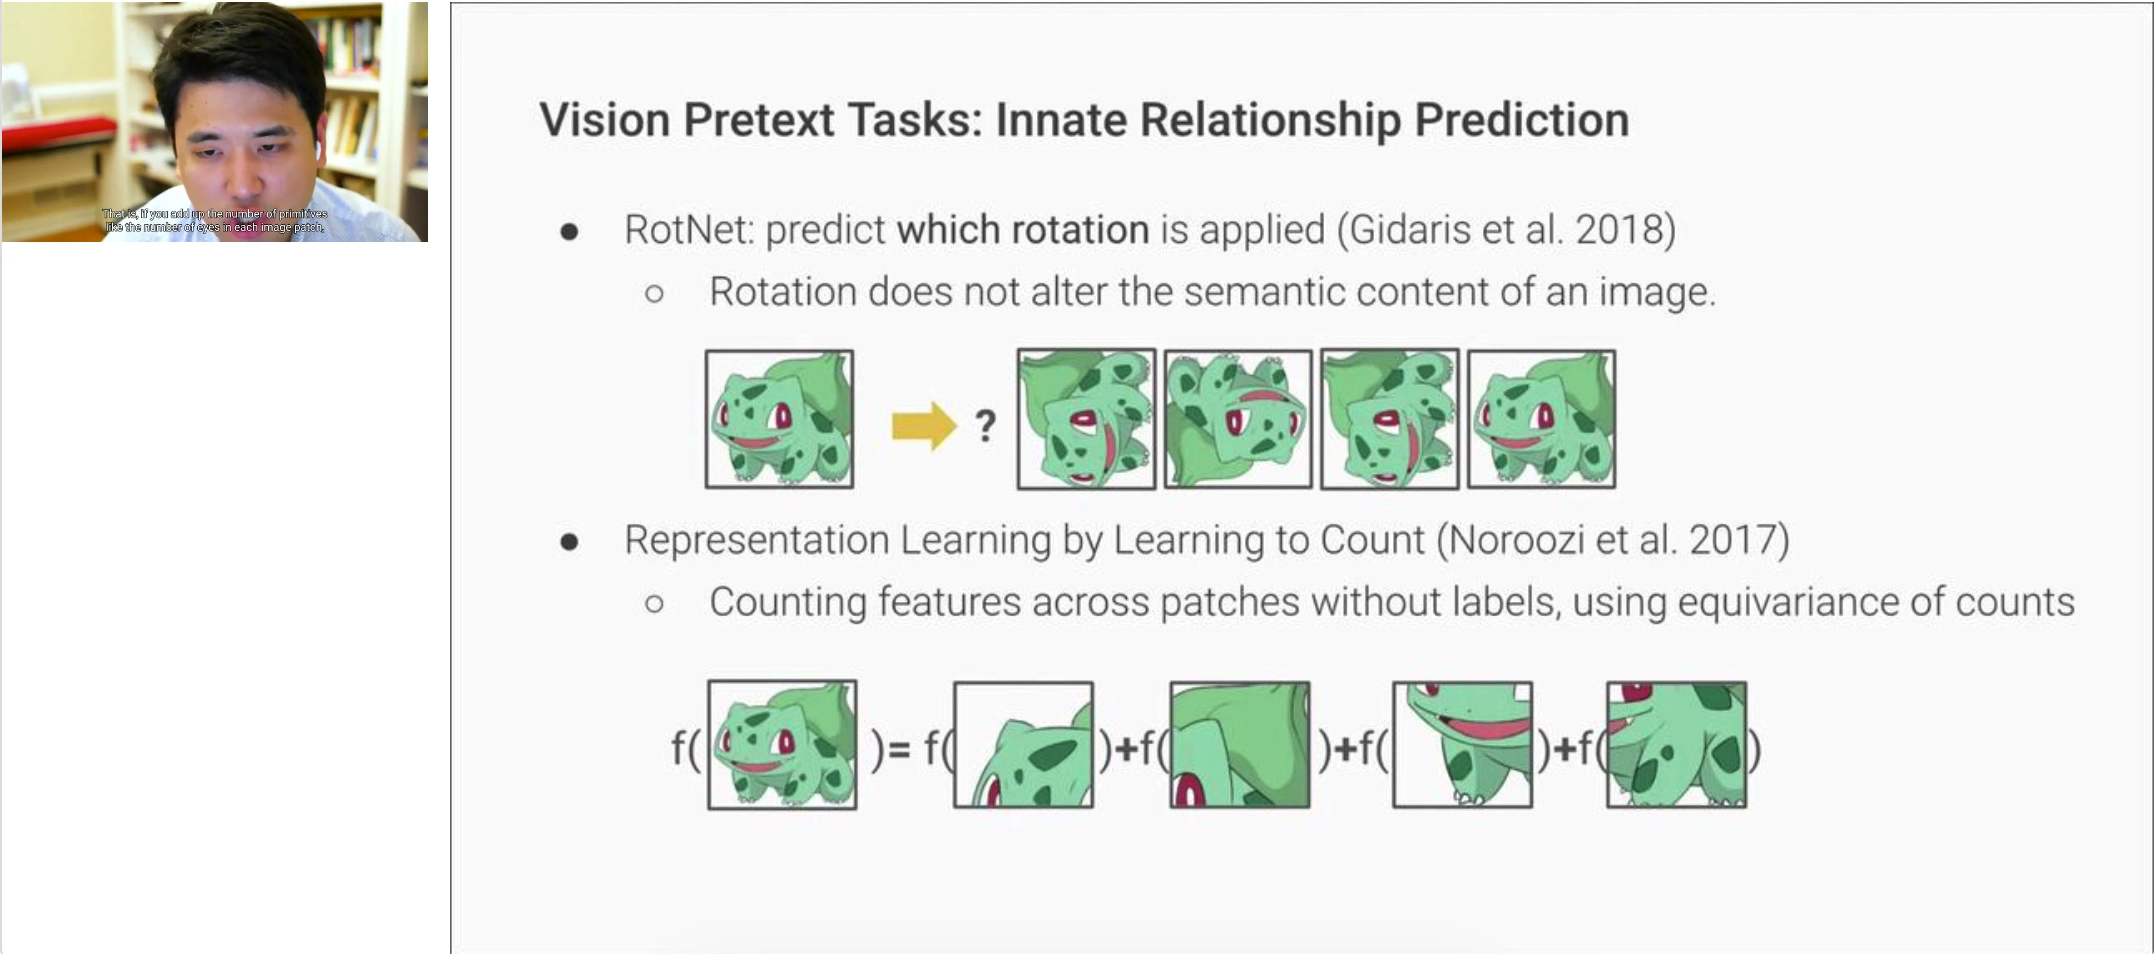 That is, if you add up the number of primitives
like the number of eyes in each image patch,
Vision Pretext Tasks: Innate Relationship Prediction
● RotNet: predict which rotation is applied (Gidaris et al. 2018)
○ Rotation does not alter the semantic content of an image.
?
● Representation Learning by Learning to Count (Noroozi et al. 2017)
○ Counting features across patches without labels, using equivariance of counts
f( )= f( )+f( )+f( )+f( )